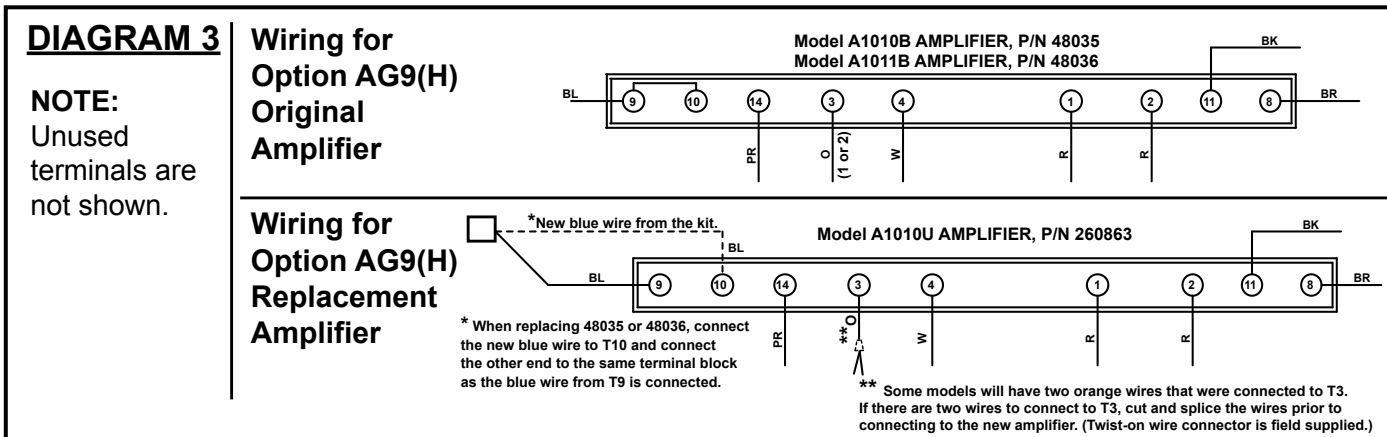 DIAGRAM 3
NOTE:
Unused
terminals are
not shown.
Wiring for
Option AG9(H)
Original
Amplifier
Model A1010B AMPLIFIER, P/N 48035
Model A1011B AMPLIFIER, P/N 48036
BK
BL
9
10
14
3
4
1
2
11
8
BR
PR
O
(1 or 2)
W
R
R
Wiring for
Option AG9(H)
Replacement
Amplifier
*New blue wire from the kit.
BL
Model A1010U AMPLIFIER, P/N 260863
BK
BL
9
10
14
3
4
1
2
11
8
BR
PR
**O
W
R
R
* When replacing 48035 or 48036, connect
the new blue wire to T10 and connect
the other end to the same terminal block
as the blue wire from T9 is connected.
** Some models will have two orange wires that were connected to T3.
If there are two wires to connect to T3, cut and splice the wires prior to
connecting to the new amplifier. (Twist-on wire connector is field supplied.)